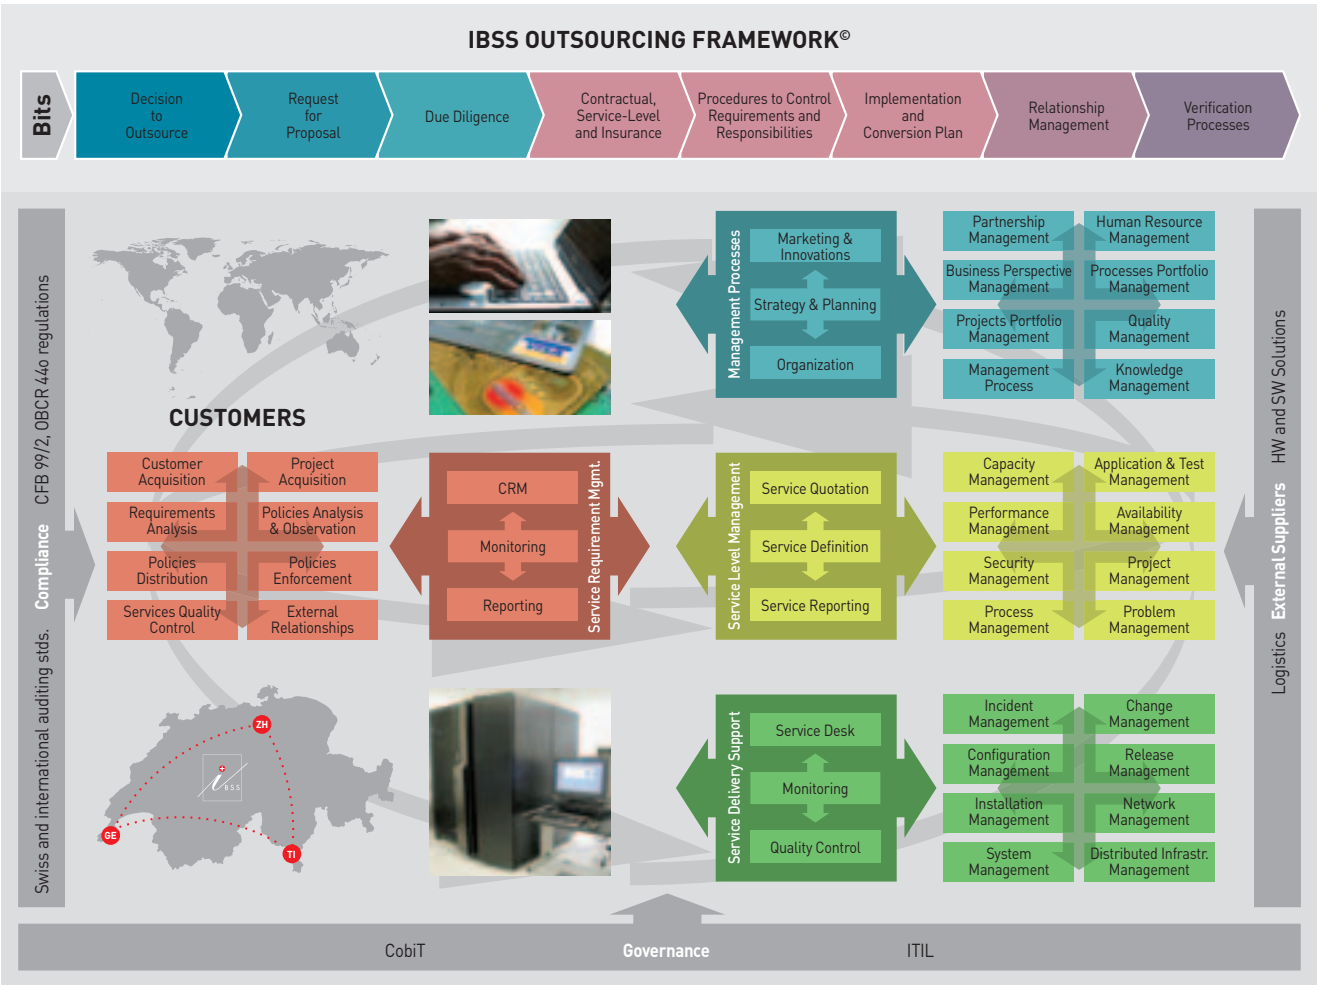 IBSS OUTSOURCING FRAMEWORK©
Bits
Decision
to
Outsource
Request
for
Proposal
Due Diligence
Contractual,
Service-Level
and Insurance
Procedures to Control
Requirements and
Responsibilities
Implementation
and
Conversion Plan
Relationship
Management
Verification
Processes
Swiss and international auditing stds. Compliance CFB 99/2, OBCR 44o regulations
CUSTOMERS
Customer
Acquisition
Project
Acquisition
Requirements
Analysis
Policies Analysis
& Observation
Policies
Distribution
Policies
Enforcement
Services Quality
Control
External
Relationships
VISA
CRM
Monitoring
Reporting
Service Requirement Mgmt.
Management Processes
Marketing &
Innovations
Strategy & Planning
Organization
Partnership
Management
Human Resource
Management
Business Perspective
Management
Processes Portfolio
Management
Projects Portfolio
Management
Quality
Management
Management
Process
Knowledge
Management
Service Level Management
Service Quotation
Service Definition
Service Reporting
Capacity
Management
Application & Test
Management
Performance
Management
Availability
Management
Security
Management
Project
Management
Process
Management
Problem
Management
ZH
GE
TI
i/BSS
Service Delivery Support
Service Desk
Monitoring
Quality Control
Incident
Management
Change
Management
Configuration
Management
Release
Management
Installation
Management
Network
Management
System
Management
Distributed Infrastr.
Management
Logistics External Suppliers HW and SW Solutions
CobiT Governance ITIL